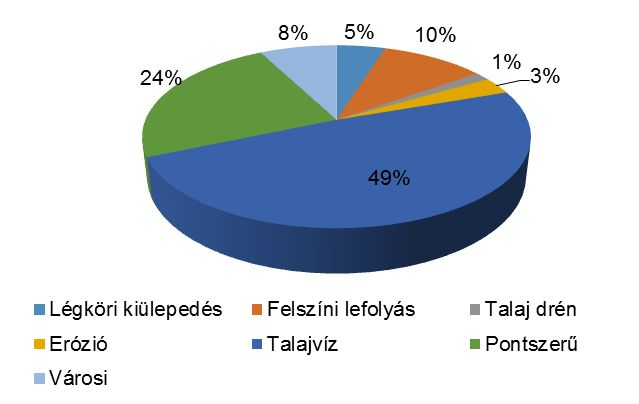 8% 5% 10%
1%
24% 3%
49%
Légköri kiülepedés Felszíni lefolyás Talaj drén
Erózió Talajvíz Pontszerű
Városi